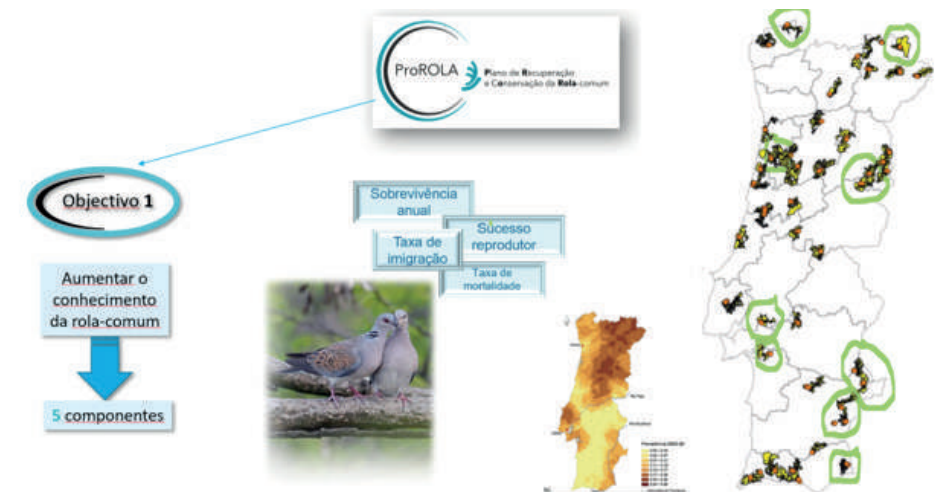 ProROLA
Plano de Recuperação
e Conservação da Rola-comum
Objectivo 1
Sobrevivência
anual
Súcesso
reprodutor
Taxa de
imigração
Taxa de
mortalidade
Aumentar o
conhecimento
da rola-comum
5 componentes